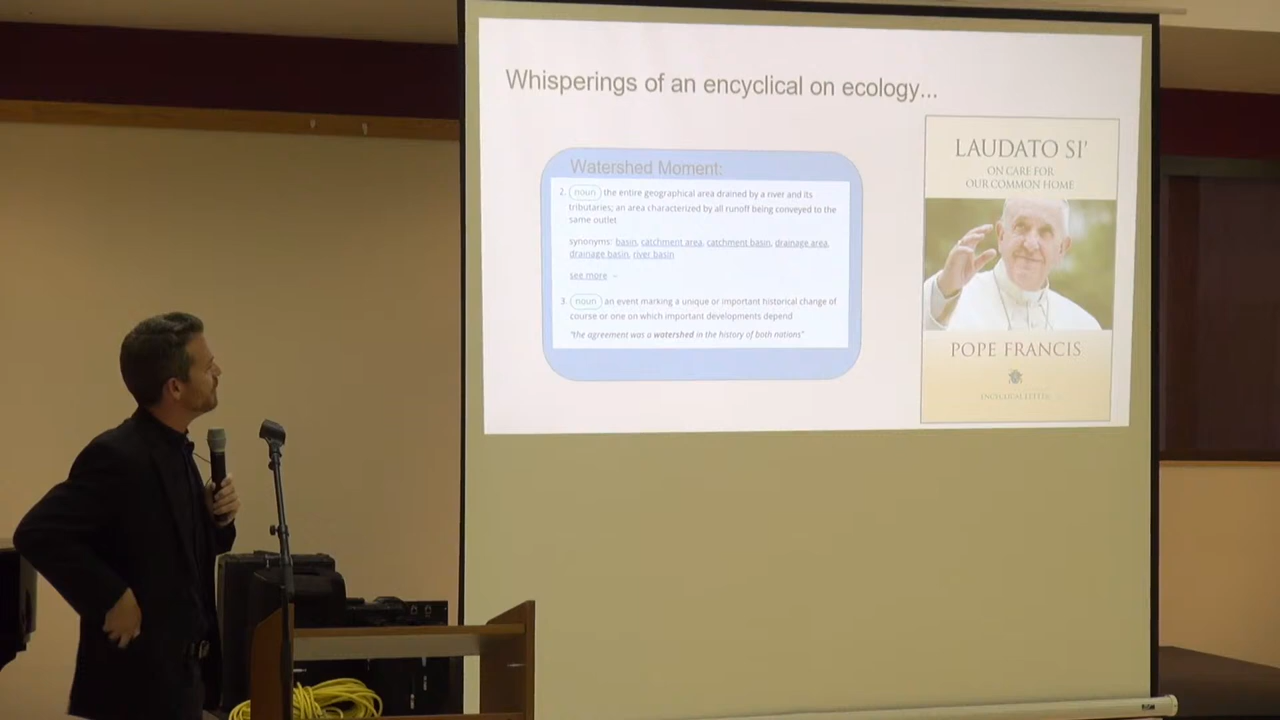 Whisperings of an encyclical on ecology...
Watershed Moment:
2. noun the entire geographical area drained by a river and its
tributaries; an area characterized by all runoff being conveyed to the
same outlet
synonyms: basin, catchment area, catchment basin, drainage area,
drainage basin, river basin
see more
3. noun an event marking a unique or important historical change of
course or one on which important developments depend
"the agreement was a watershed in the history of both nations"
LAUDATO SI'
ON CARE FOR
OUR COMMON HOME
POPE FRANCIS
ENCYCLICAL LETTER